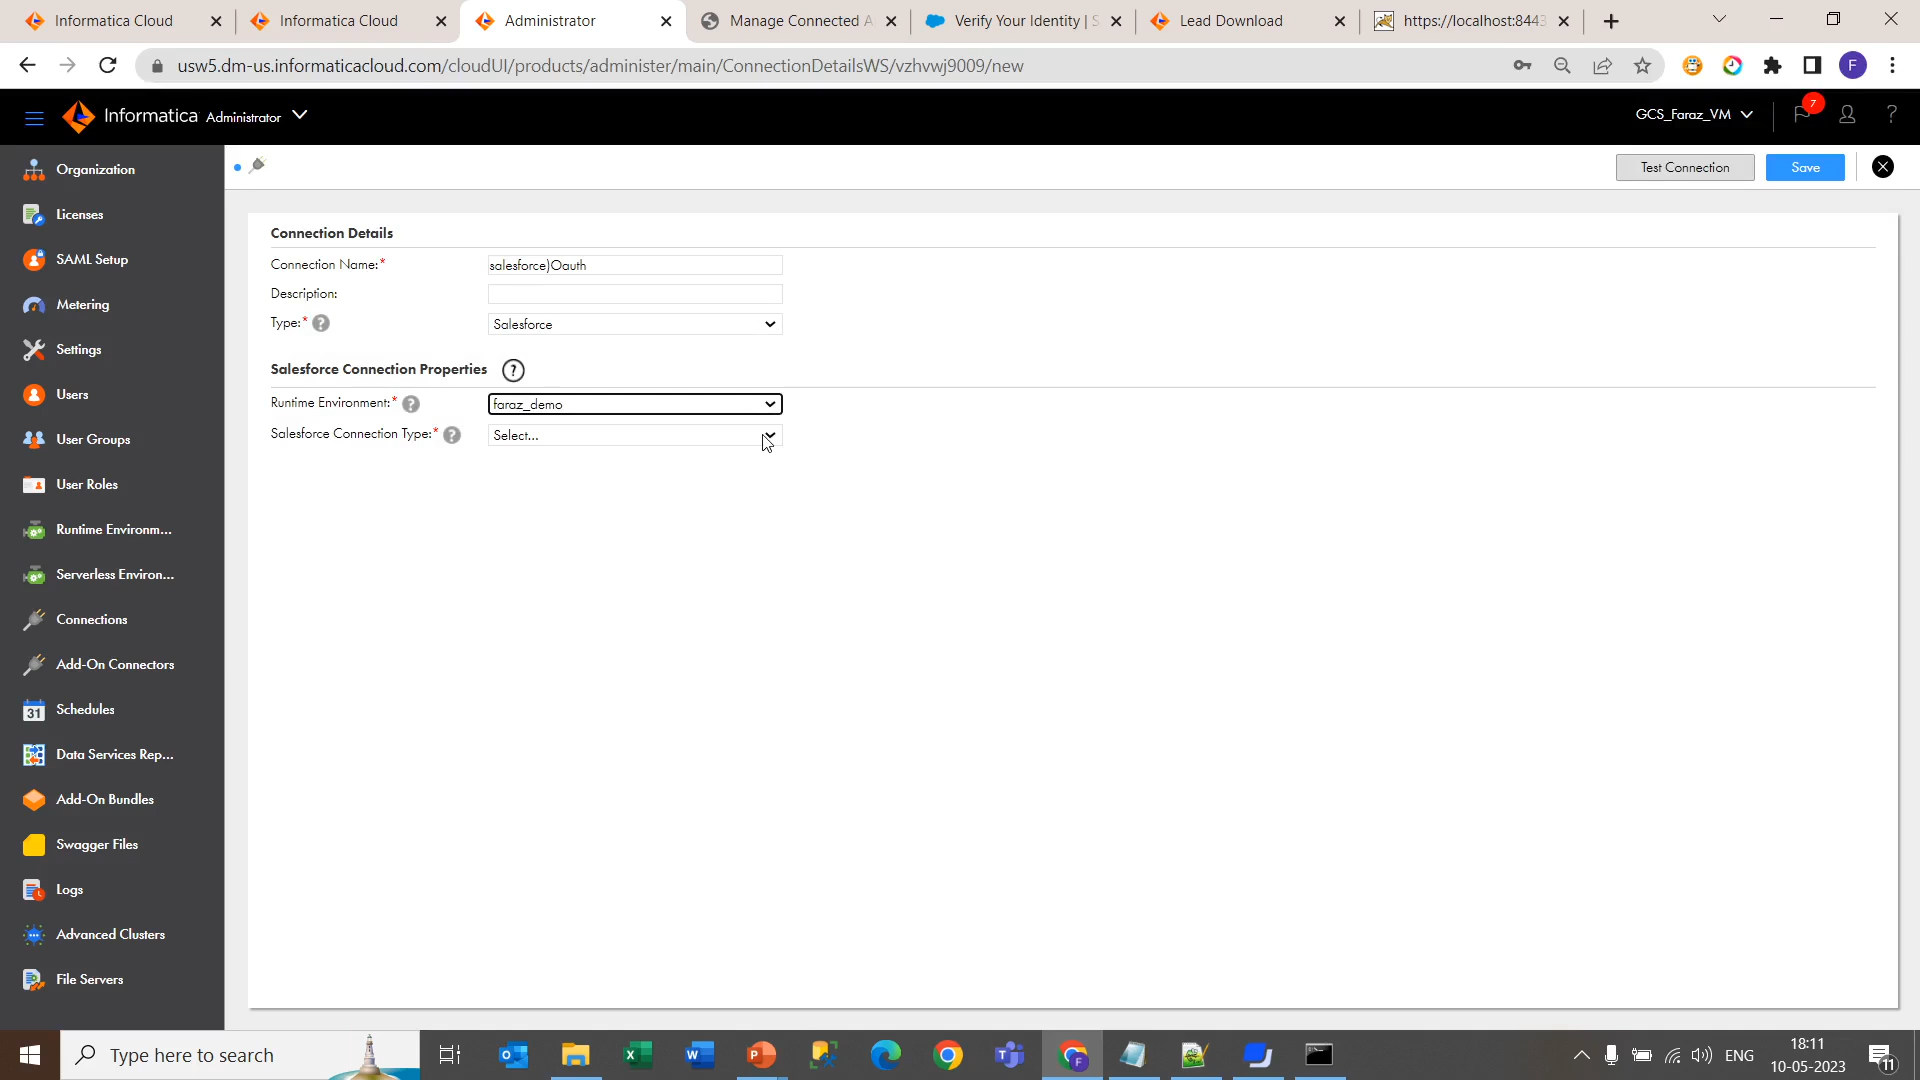 Informatica Cloud
Informatica Cloud
Administrator
Manage Connected A
Verify Your Identity | S
Lead Download
https://localhost:8443
usw5.dm-us.informaticacloud.com/cloudUI/products/administer/main/ConnectionDetailsWS/vzhvwj9009/new
F
Informatica Administrator
GCS_Faraz_VM
7
?
Organization
Licenses
SAML Setup
Metering
Settings
Users
User Groups
User Roles
Runtime Environm...
Serverless Environ...
Connections
Add-On Connectors
31 Schedules
Data Services Rep...
Add-On Bundles
Swagger Files
Logs
Advanced Clusters
File Servers
Test Connection
Save
Connection Details
Connection Name:* salesforce)Oauth
Description:
Type:* ? Salesforce
Salesforce Connection Properties ?
Runtime Environment:* ? faraz_demo
Salesforce Connection Type:* ? Select...
Type here to search
ENG
18:11
10-05-2023
11